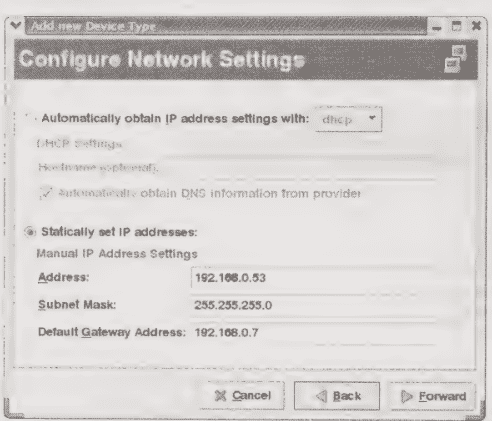 Add new Device Type
Configure Network Settings
Automatically obtain IP address settings with: dhcp
DHCP Settings
Hostname (optional):
Automatically obtain DNS information from provider
Statically set IP addresses:
Manual IP Address Settings
Address: 192.168.0.53
Subnet Mask: 255.255.255.0
Default Gateway Address: 192.168.0.7
Cancel Back Forward